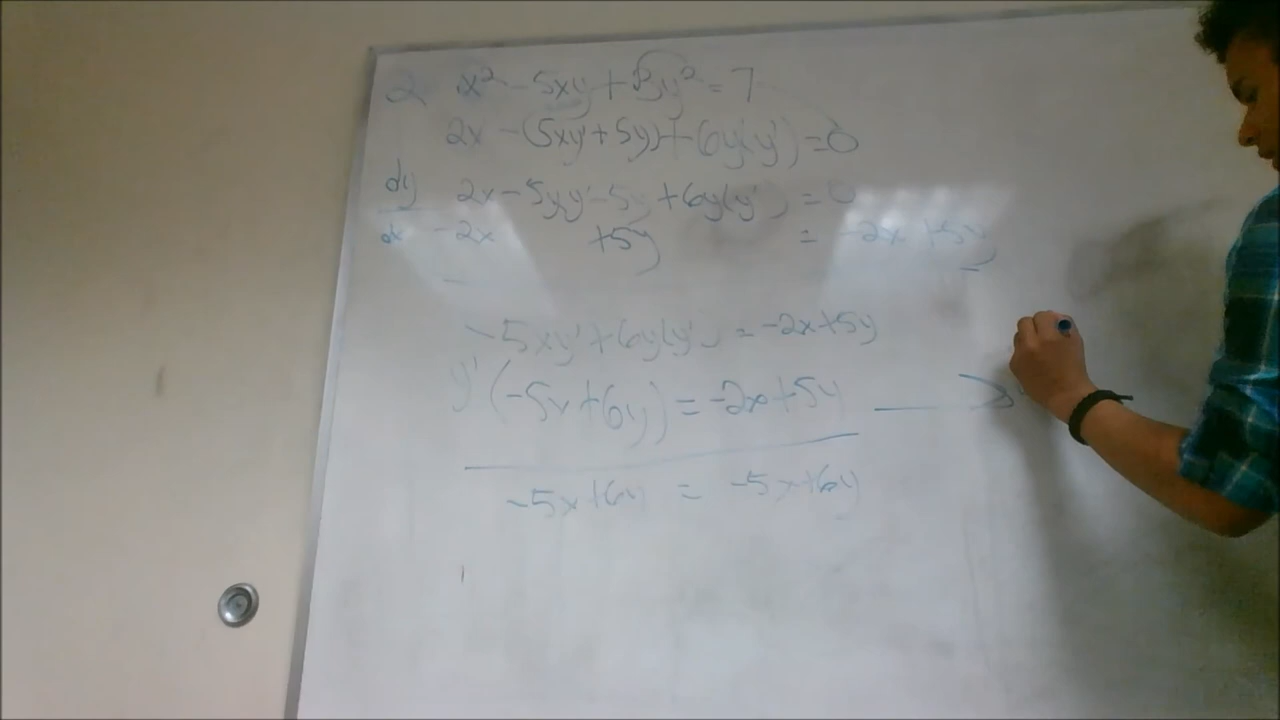 2 x² - 5xy + 3y² = 7
2x - (5xy' + 5y) + 6y(y') = 0
dy/dx 2x - 5yy' - 5y + 6y(y') = 0
-2x +5y = -2x + 5y
-5xy' + 6y(y') = -2x+5y
y' (-5x+6y) = -2x+5y
-5x+6y = -5x+6y